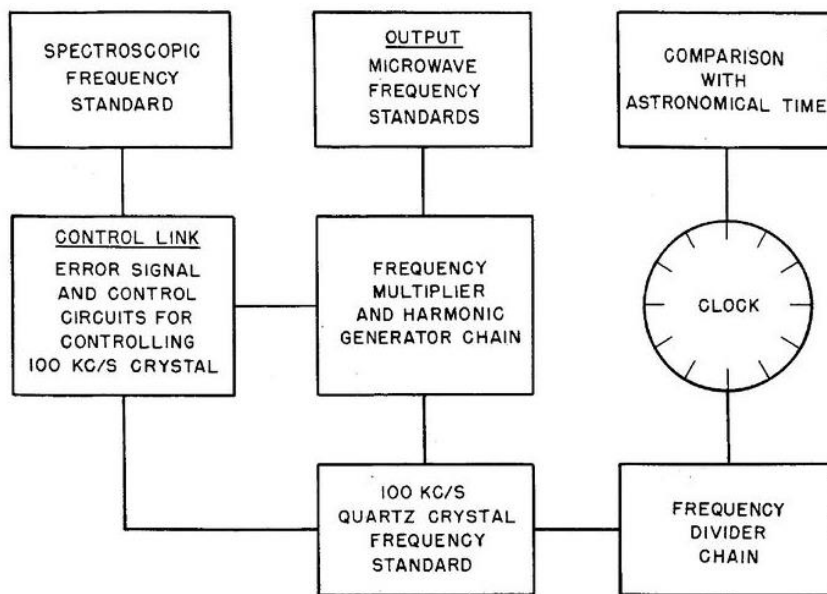 SPECTROSCOPIC
FREQUENCY
STANDARD
OUTPUT
MICROWAVE
FREQUENCY
STANDARDS
COMPARISON
WITH
ASTRONOMICAL TIME
CONTROL LINK
ERROR SIGNAL
AND CONTROL
CIRCUITS FOR
CONTROLLING
100 KC/S CRYSTAL
FREQUENCY
MULTIPLIER
AND HARMONIC
GENERATOR CHAIN
CLOCK
100 KC/S
QUARTZ CRYSTAL
FREQUENCY
STANDARD
FREQUENCY
DIVIDER
CHAIN